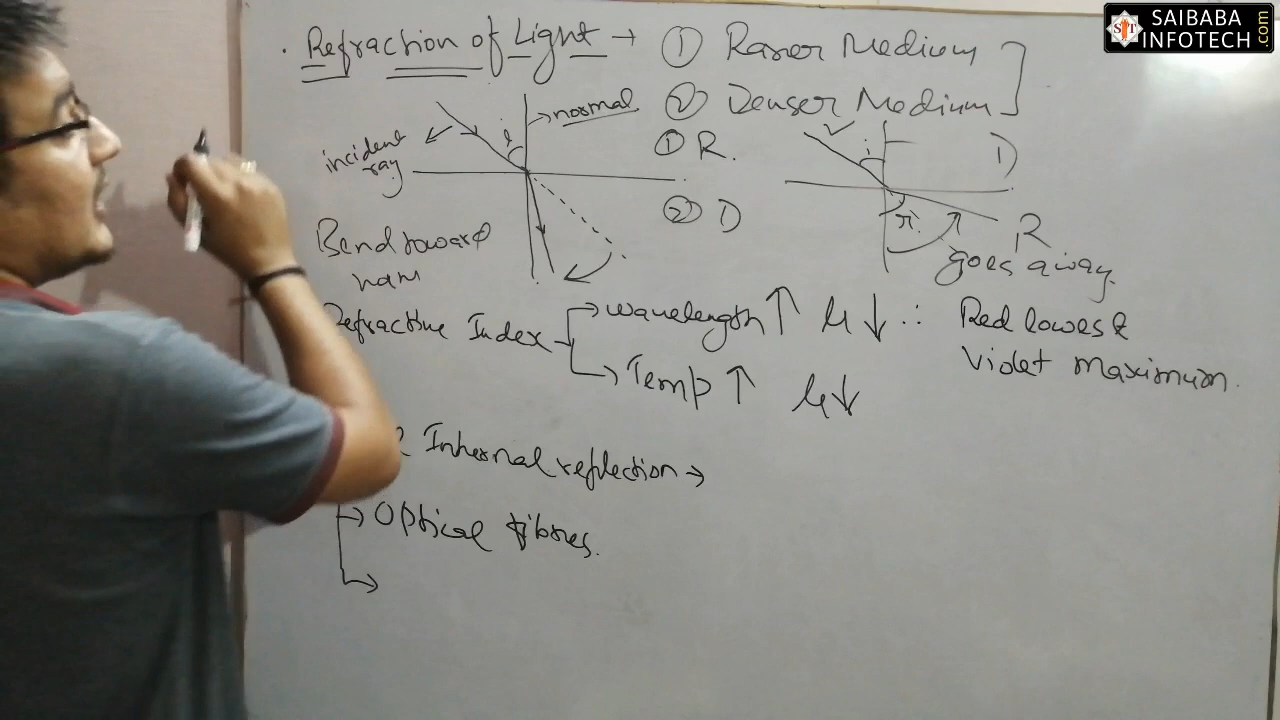 SAIBABA
INFOTECH.com
. Refraction of Light → ① Rarer Medium
② Denser Medium
incident
ray
i
normal
① R.
② D
i
D
r
R
goes away.
Bend toward
Refractive Index → wavelength ↑ μ ↓ ∴ Red lowest
Violet maximum.
→ Temp ↑ μ ↓
Internal reflection →
→ Optical fibres.